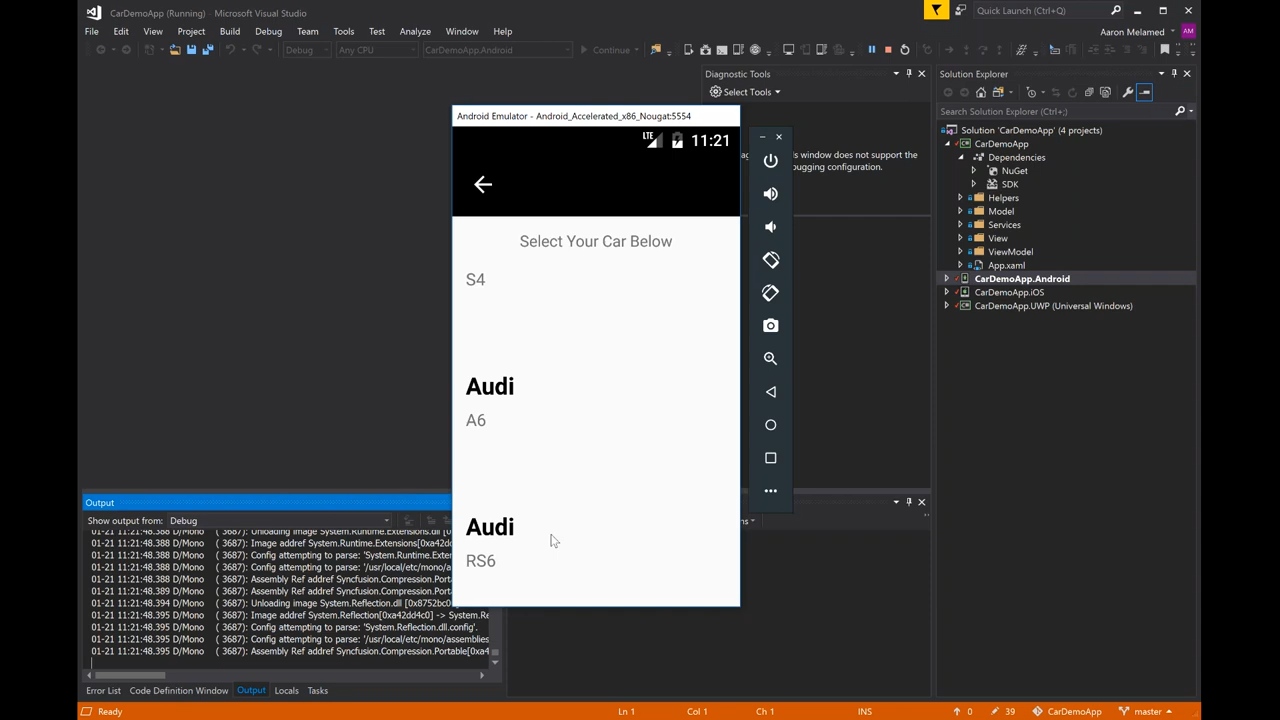 CarDemoApp (Running) - Microsoft Visual Studio
Quick Launch (Ctrl+Q)
File Edit View Project Build Debug Team Tools Test Analyze Window Help
Aaron Melamed AM
Debug Any CPU CarDemoApp.Android Continue
Diagnostic Tools
Select Tools
s window does not support the
bugging configuration.
Android Emulator - Android_Accelerated_x86_Nougat:5554
LTE 11:21
Select Your Car Below
S4
Audi
A6
Audi
RS6
Solution Explorer
Search Solution Explorer (Ctrl+;)
Solution 'CarDemoApp' (4 projects)
CarDemoApp
Dependencies
NuGet
SDK
Helpers
Model
Services
View
ViewModel
App.xaml
CarDemoApp.Android
CarDemoApp.iOS
CarDemoApp.UWP (Universal Windows)
Output
Show output from: Debug
01-21 11:21:48.388 D/Mono ( 3687): Unloading image System.Runtime.Extensions.dll [0
01-21 11:21:48.388 D/Mono ( 3687): Image addref System.Runtime.Extensions[0xa42d
01-21 11:21:48.388 D/Mono ( 3687): Config attempting to parse: 'System.Runtime.Exten
01-21 11:21:48.388 D/Mono ( 3687): Config attempting to parse: '/usr/local/etc/mono/a
01-21 11:21:48.388 D/Mono ( 3687): Assembly Ref addref Syncfusion.Compression.Por
01-21 11:21:48.394 D/Mono ( 3687): Unloading image System.Reflection.dll [0x8752bc0
01-21 11:21:48.395 D/Mono ( 3687): Image addref System.Reflection[0xa42dd4c0] -> System.Re
01-21 11:21:48.395 D/Mono ( 3687): Config attempting to parse: 'System.Reflection.dll.config'.
01-21 11:21:48.395 D/Mono ( 3687): Config attempting to parse: '/usr/local/etc/mono/assemblies
01-21 11:21:48.395 D/Mono ( 3687): Assembly Ref addref Syncfusion.Compression.Portable[0xa4
Error List Code Definition Window Output Locals Tasks
Ready Ln 1 Col 1 Ch 1 INS 0 39 CarDemoApp master